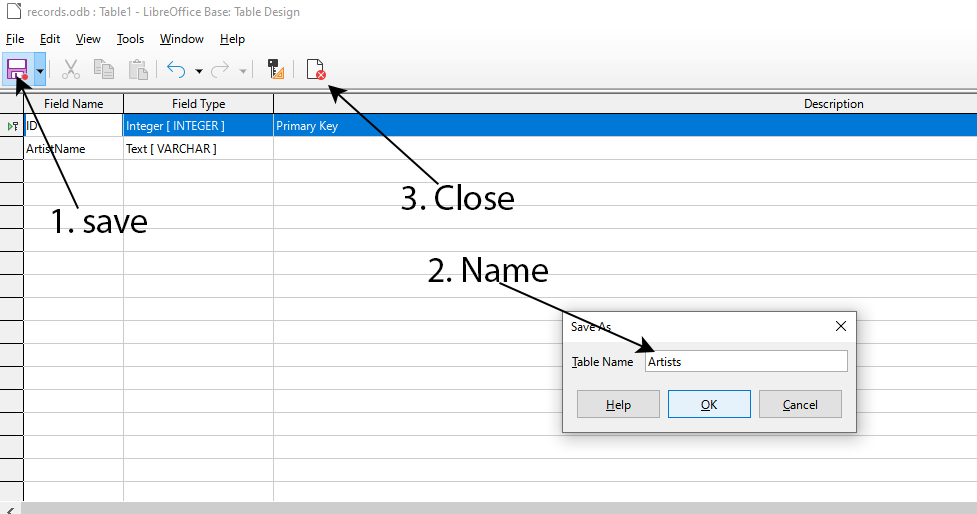 records.odb : Table1 - LibreOffice Base: Table Design
File Edit View Tools Window Help
Field Name Field Type Description
ID Integer [ INTEGER ] Primary Key
ArtistName Text [ VARCHAR ]
3. Close
1. save
2. Name
Save As
Table Name Artists
Help OK Cancel